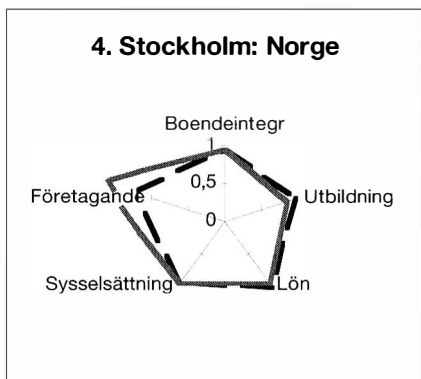 4. Stockholm: Norge
Boendeintegr
1
Företagande
0,5
Utbildning
0
Sysselsättning
Lön